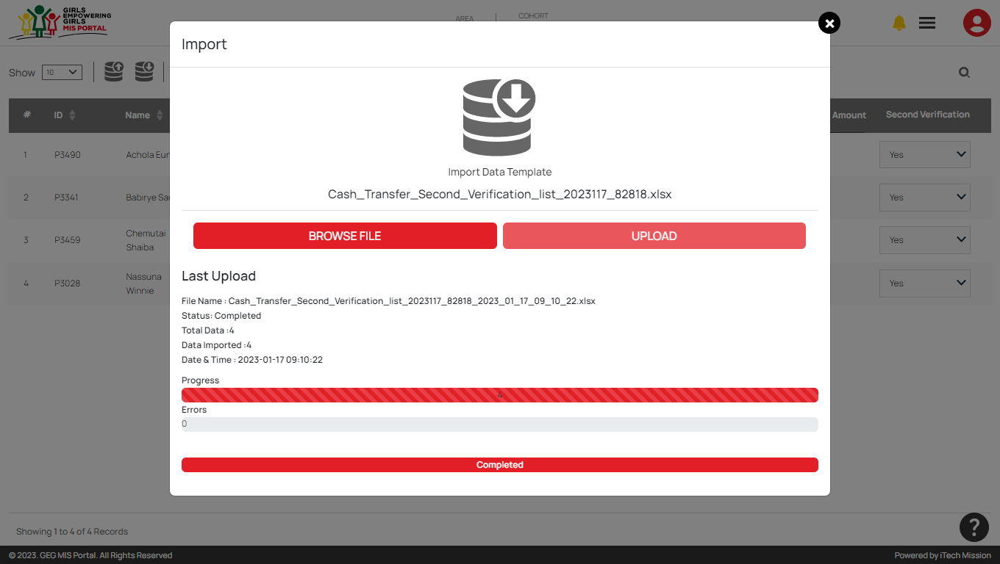 GIRLS
EMPOWERING
GIRLS
MIS PORTAL
AREA
COHORT
Import
Show
10
# ID Name Amount Second Verification
Import Data Template
Cash_Transfer_Second_Verification_list_2023117_82818.xlsx
1 P3490 Achola Yes
2 P3341 Babirye Yes
3 P3459 Chemutai
Shaiba Yes
4 P3028 Nassuna
Winnie Yes
BROWSE FILE UPLOAD
Last Upload
File Name : Cash_Transfer_Second_Verification_list_2023117_82818_2023_01_17_09_10_22.xlsx
Status: Completed
Total Data :4
Data Imported :4
Date & Time : 2023-01-17 09:10:22
Progress
4
Errors
0
Completed
Showing 1 to 4 of 4 Records
?
© 2023. GEG MIS Portal. All Rights Reserved
Powered by iTech Mission